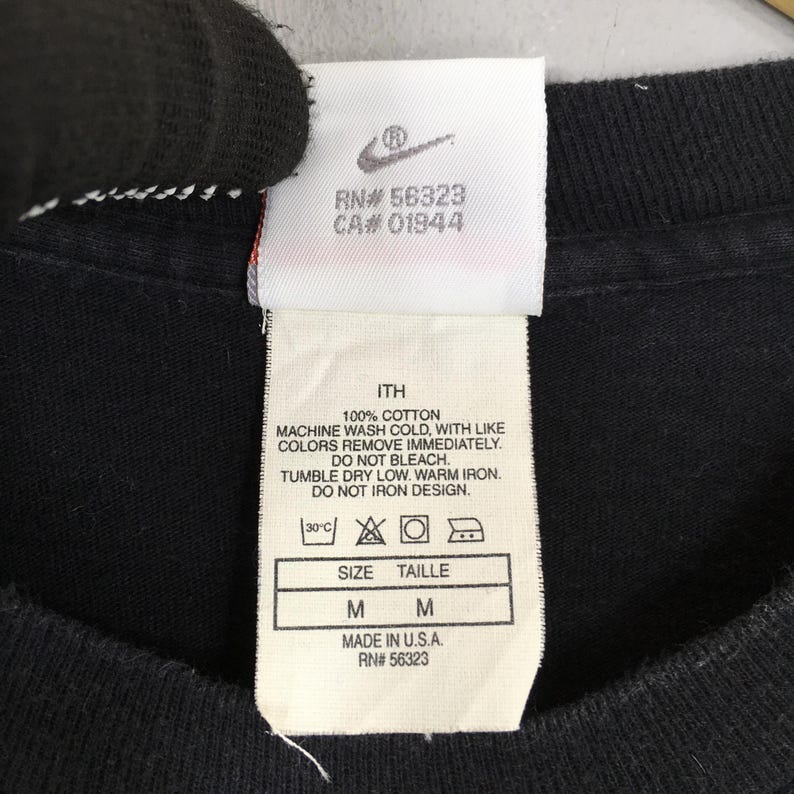 ®
RN# 56323
CA# 01944
ITH
100% COTTON
MACHINE WASH COLD, WITH LIKE
COLORS REMOVE IMMEDIATELY.
DO NOT BLEACH.
TUMBLE DRY LOW. WARM IRON.
DO NOT IRON DESIGN.
30°C
SIZE TAILLE
M M
MADE IN U.S.A.
RN# 56323